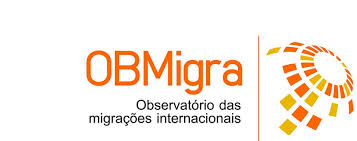 OBMigra
Observatório das
migrações internacionais